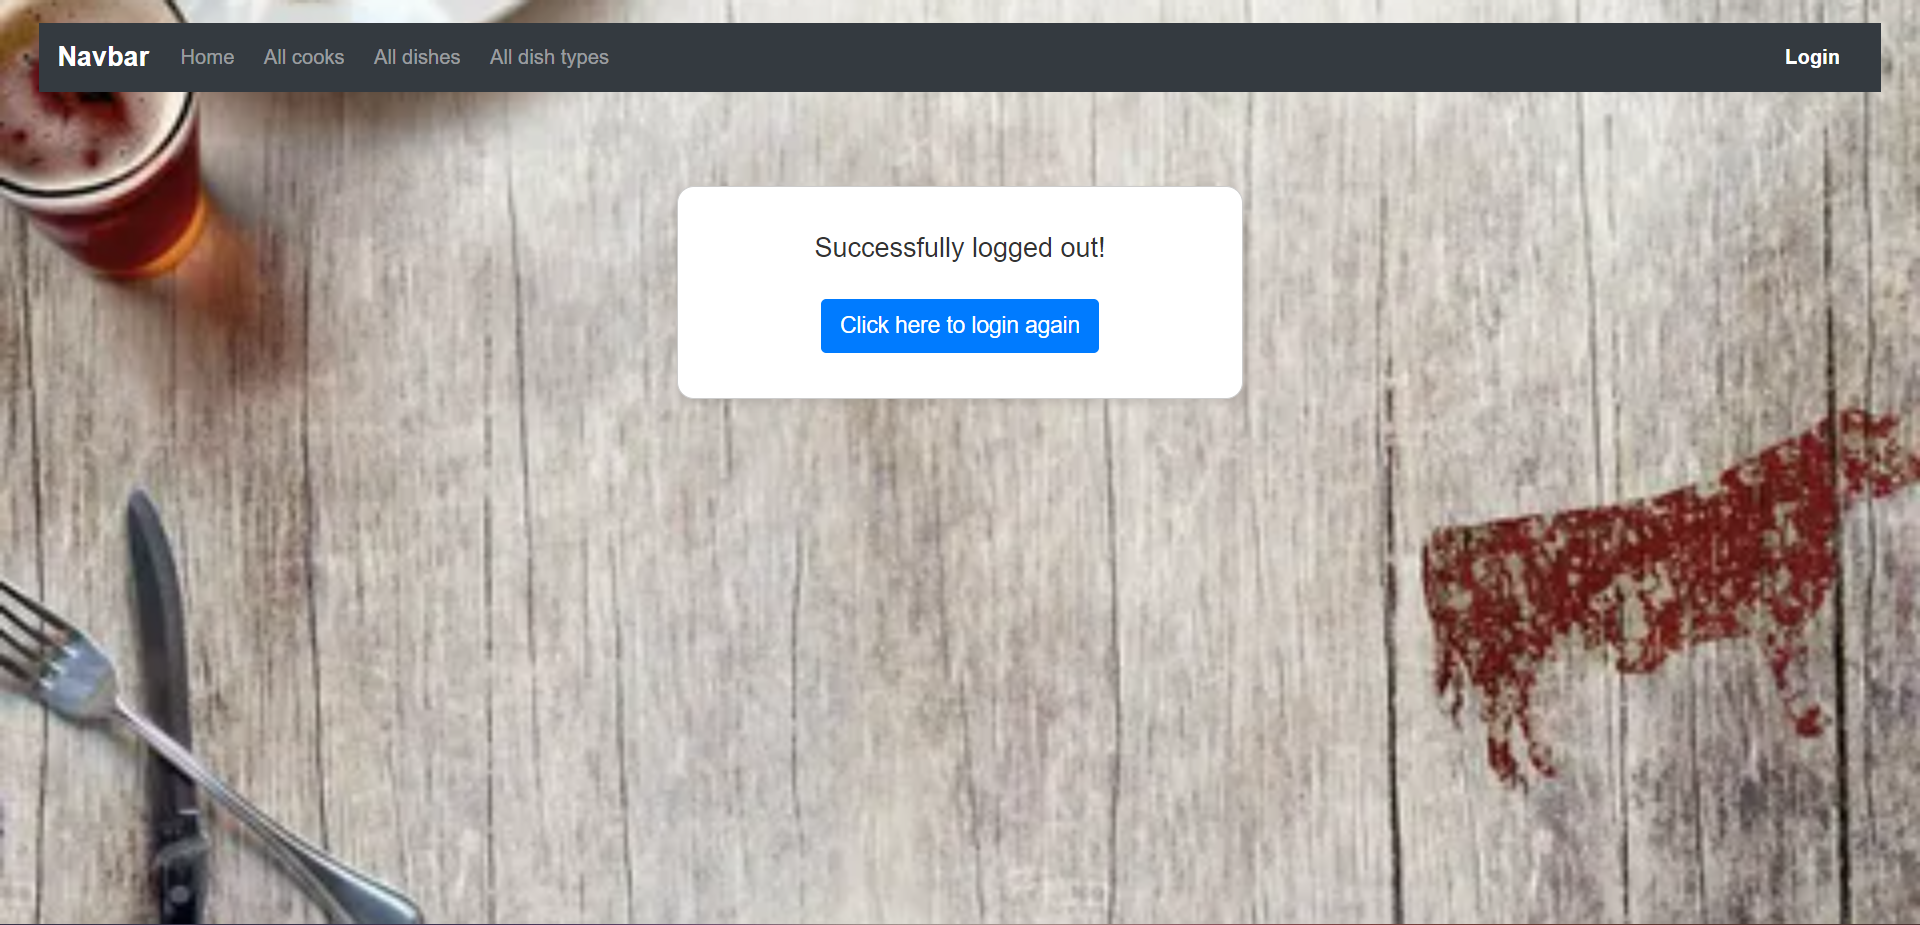 Navbar Home All cooks All dishes All dish types Login
Successfully logged out!
Click here to login again